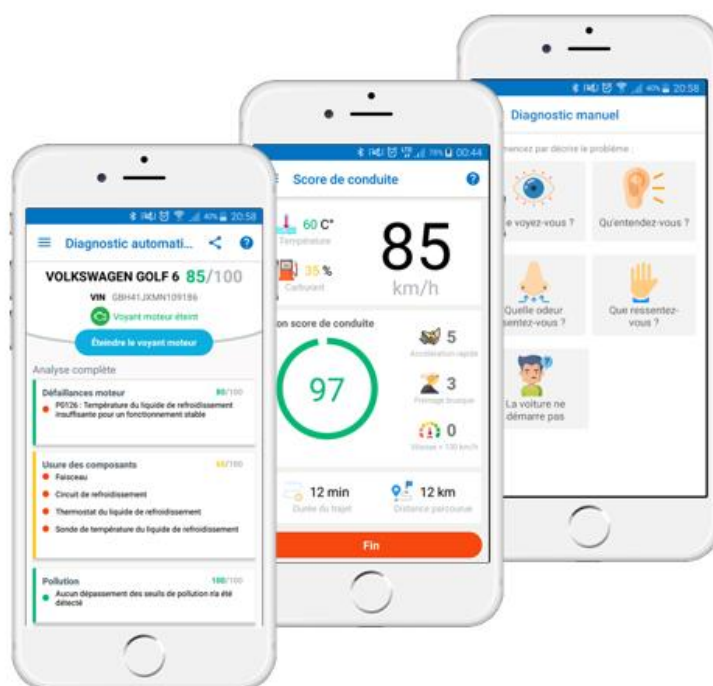 20:58
Diagnostic automati...
VOLKSWAGEN GOLF 6 85/100
VIN GBH41JXMN109186
Voyant moteur éteint
Éteindre le voyant moteur
Analyse complète
Défaillances moteur 80/100
P0126 : Température du liquide de refroidissement
insuffisante pour un fonctionnement stable
Usure des composants /100
Faisceau
Circuit de refroidissement
Thermostat du liquide de refroidissement
Sonde de température du liquide de refroidissement
Pollution 100/100
Aucun dépassement des seuils de pollution n'a été
détecté
00:44
Score de conduite
60 C°
Température
35 %
Carburant
85
km/h
on score de conduite
97
5
Accélération rapide
3
Freinage brusque
0
Vitesse > 130 km/h
12 min
Durée du trajet
12 km
Distance parcourue
Fin
40% 20:58
Diagnostic manuel
mencez par décrire le problème :
e voyez-vous ?
Qu'entendez-vous ?
Quelle odeur
sentez-vous ?
Que ressentez-
vous ?
La voiture ne
démarre pas